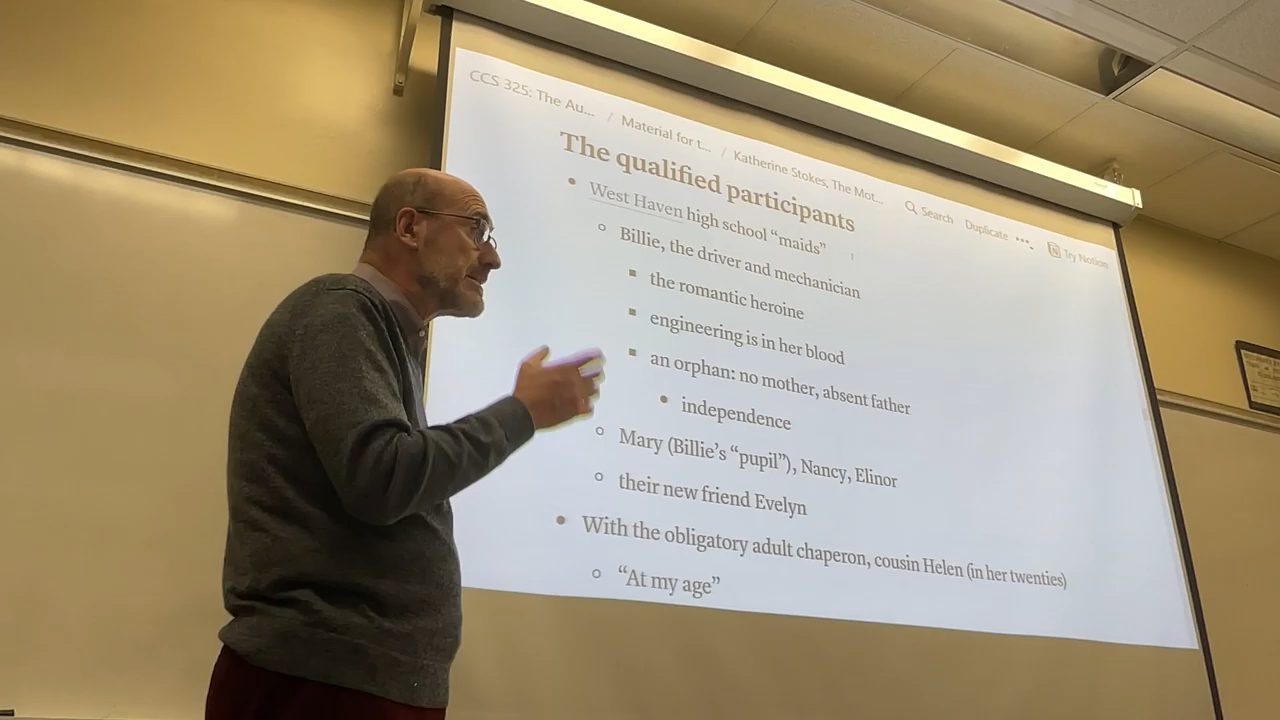 CCS 325: The Au... / Material for t... / Katherine Stokes, The Mot... Search Duplicate ••• Try Notion
The qualified participants
West Haven high school “maids”
Billie, the driver and mechanician
the romantic heroine
engineering is in her blood
an orphan: no mother, absent father
independence
Mary (Billie’s “pupil”), Nancy, Elinor
their new friend Evelyn
With the obligatory adult chaperon, cousin Helen (in her twenties)
“At my age”